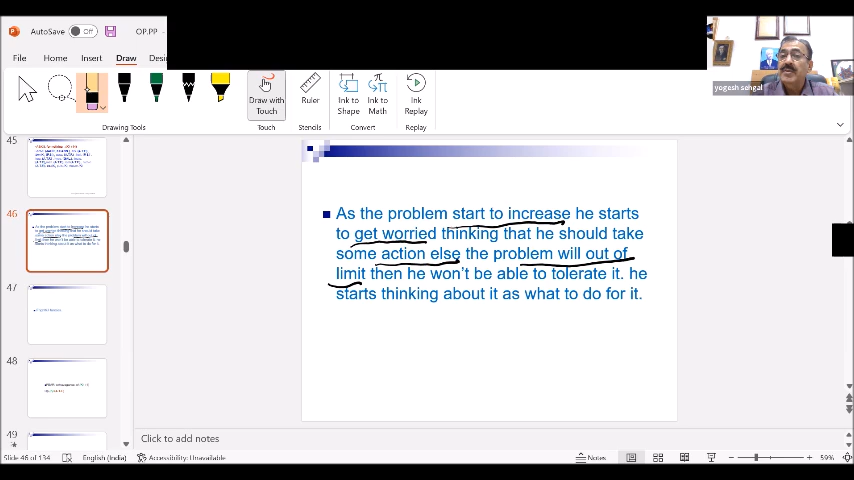 AutoSave
Off
OP.PP
File
Home
Insert
Draw
Desi
yogesh sehgal
Draw with
Touch
Ruler
Ink to
Shape
Ink to
Math
Ink
Replay
Drawing Tools
Touch
Stencils
Convert
Replay
45
46
47
48
49
As the problem start to increase he starts
to get worried thinking that he should take
some action else the problem will out of
limit then he won't be able to tolerate it. he
starts thinking about it as what to do for it.
Click to add notes
Slide 46 of 134
English (India)
Accessibility: Unavailable
Notes
59%